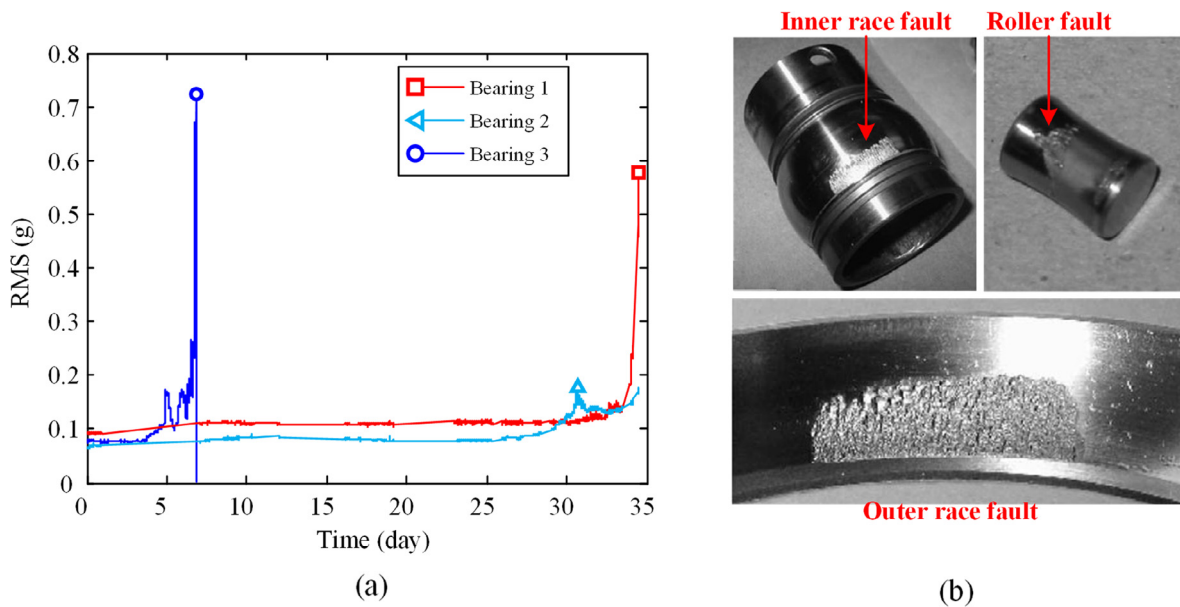 0.8
0.7
0.6
0.5
0.4
0.3
0.2
0.1
0
RMS (g)
Bearing 1
Bearing 2
Bearing 3
0 5 10 15 20 25 30 35
Time (day)
(a)
Inner race fault
Roller fault
Outer race fault
(b)